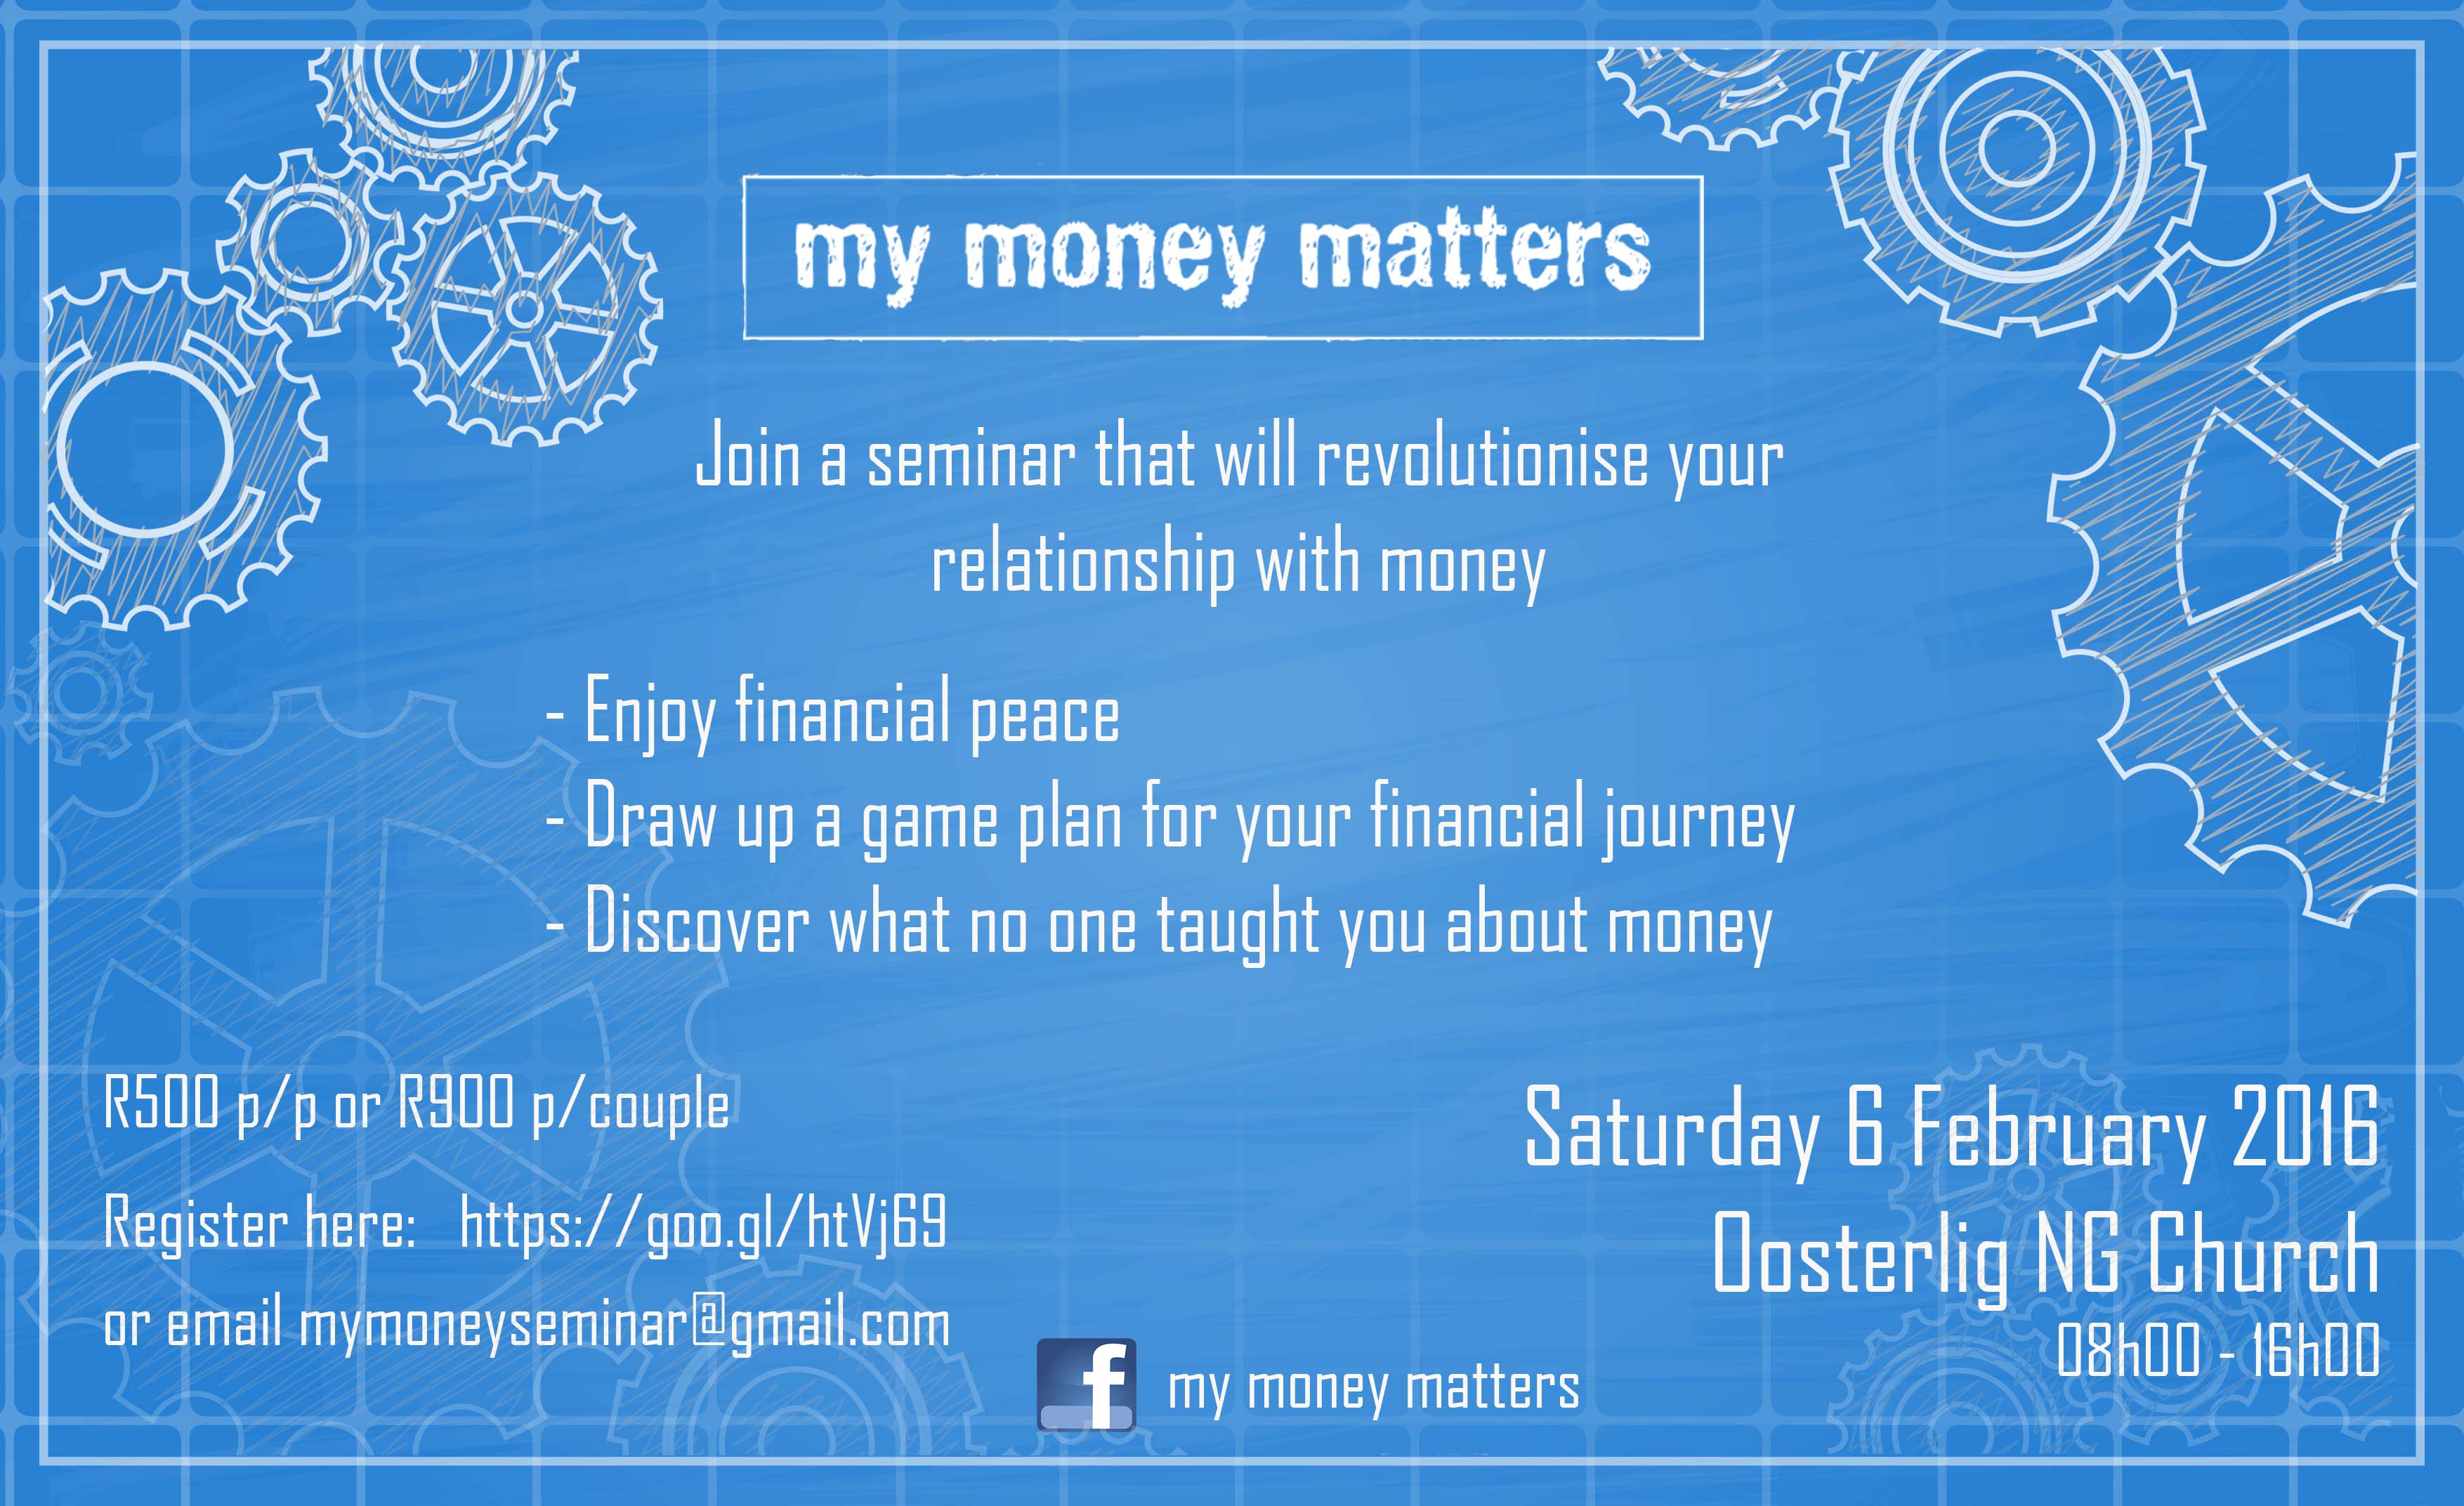 my money matters
Join a seminar that will revolutionise your
relationship with money
- Enjoy financial peace
- Draw up a game plan for your financial journey
- Discover what no one taught you about money
R500 p/p or R900 p/couple
Register here: https://goo.gl/htVj69
or email mymoneyseminar@gmail.com
f my money matters
Saturday 6 February 2016
Oosterlig NG Church
08h00 - 16h00